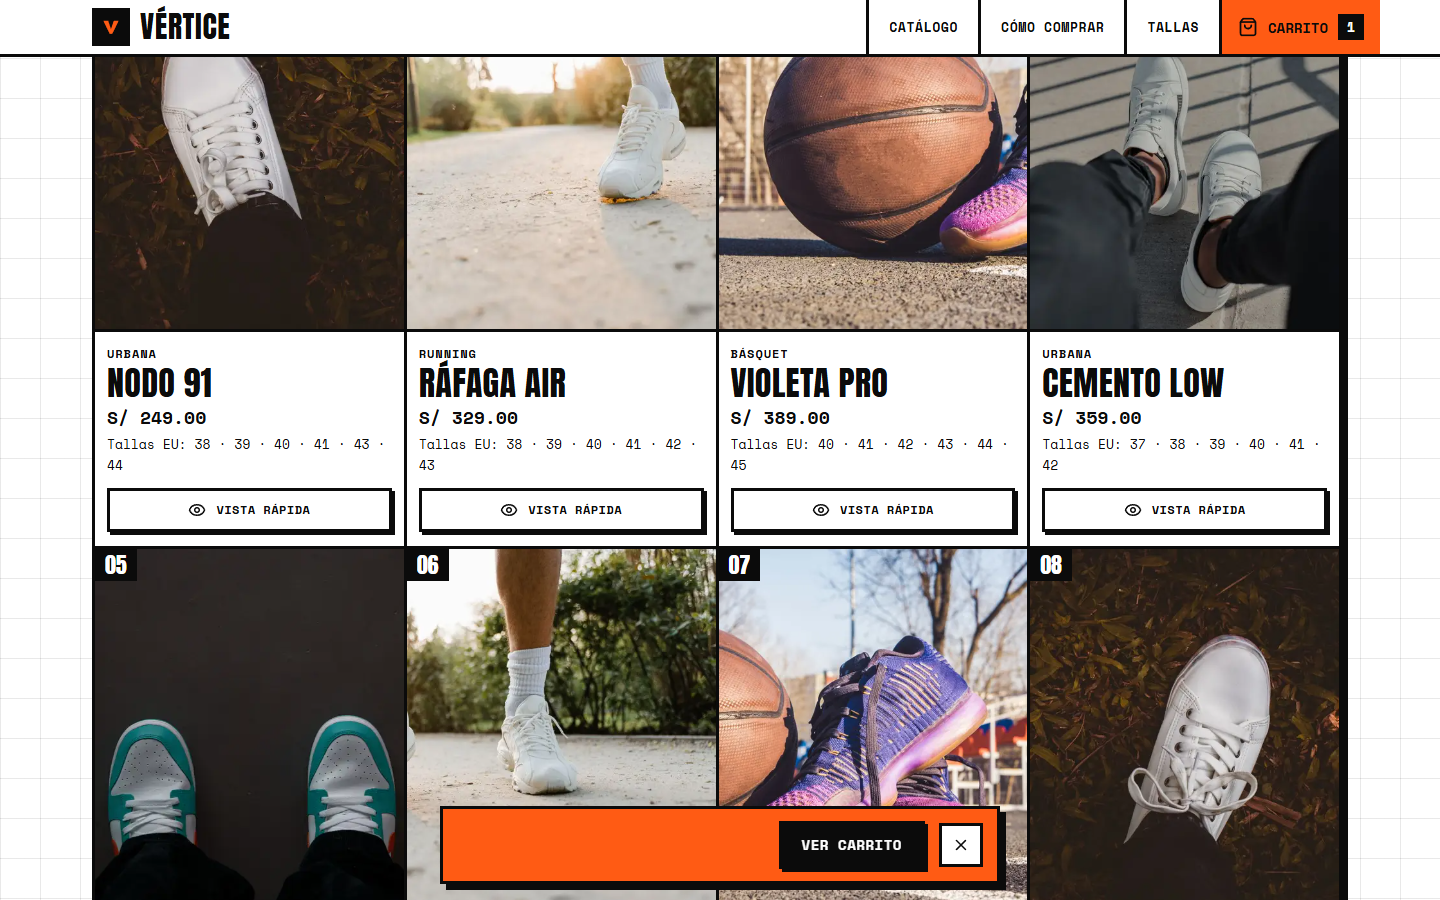 V VÉRTICE
CATÁLOGO
CÓMO COMPRAR
TALLAS
CARRITO 1
URBANA
NODO 91
S/ 249.00
Tallas EU: 38 · 39 · 40 · 41 · 43 ·
44
VISTA RÁPIDA
RUNNING
RÁFAGA AIR
S/ 329.00
Tallas EU: 38 · 39 · 40 · 41 · 42 ·
43
VISTA RÁPIDA
BÁSQUET
VIOLETA PRO
S/ 389.00
Tallas EU: 40 · 41 · 42 · 43 · 44 ·
45
VISTA RÁPIDA
URBANA
CEMENTO LOW
S/ 359.00
Tallas EU: 37 · 38 · 39 · 40 · 41 ·
42
VISTA RÁPIDA
05
06
07
08
VER CARRITO